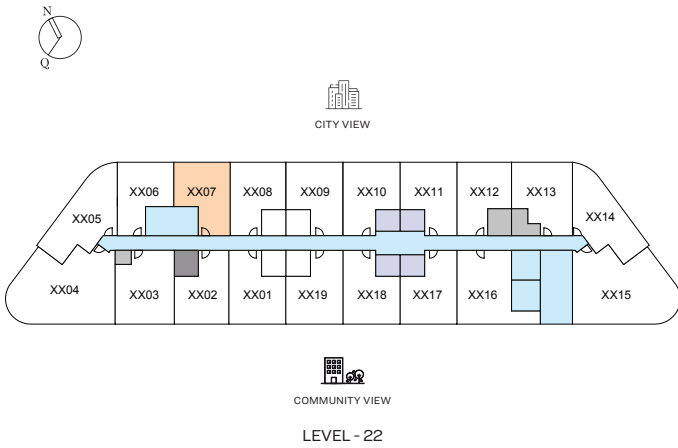 N
Q
CITY VIEW
XX06 XX07 XX08 XX09 XX10 XX11 XX12 XX13
XX05 XX14
XX04 XX03 XX02 XX01 XX19 XX18 XX17 XX16 XX15
COMMUNITY VIEW
LEVEL - 22